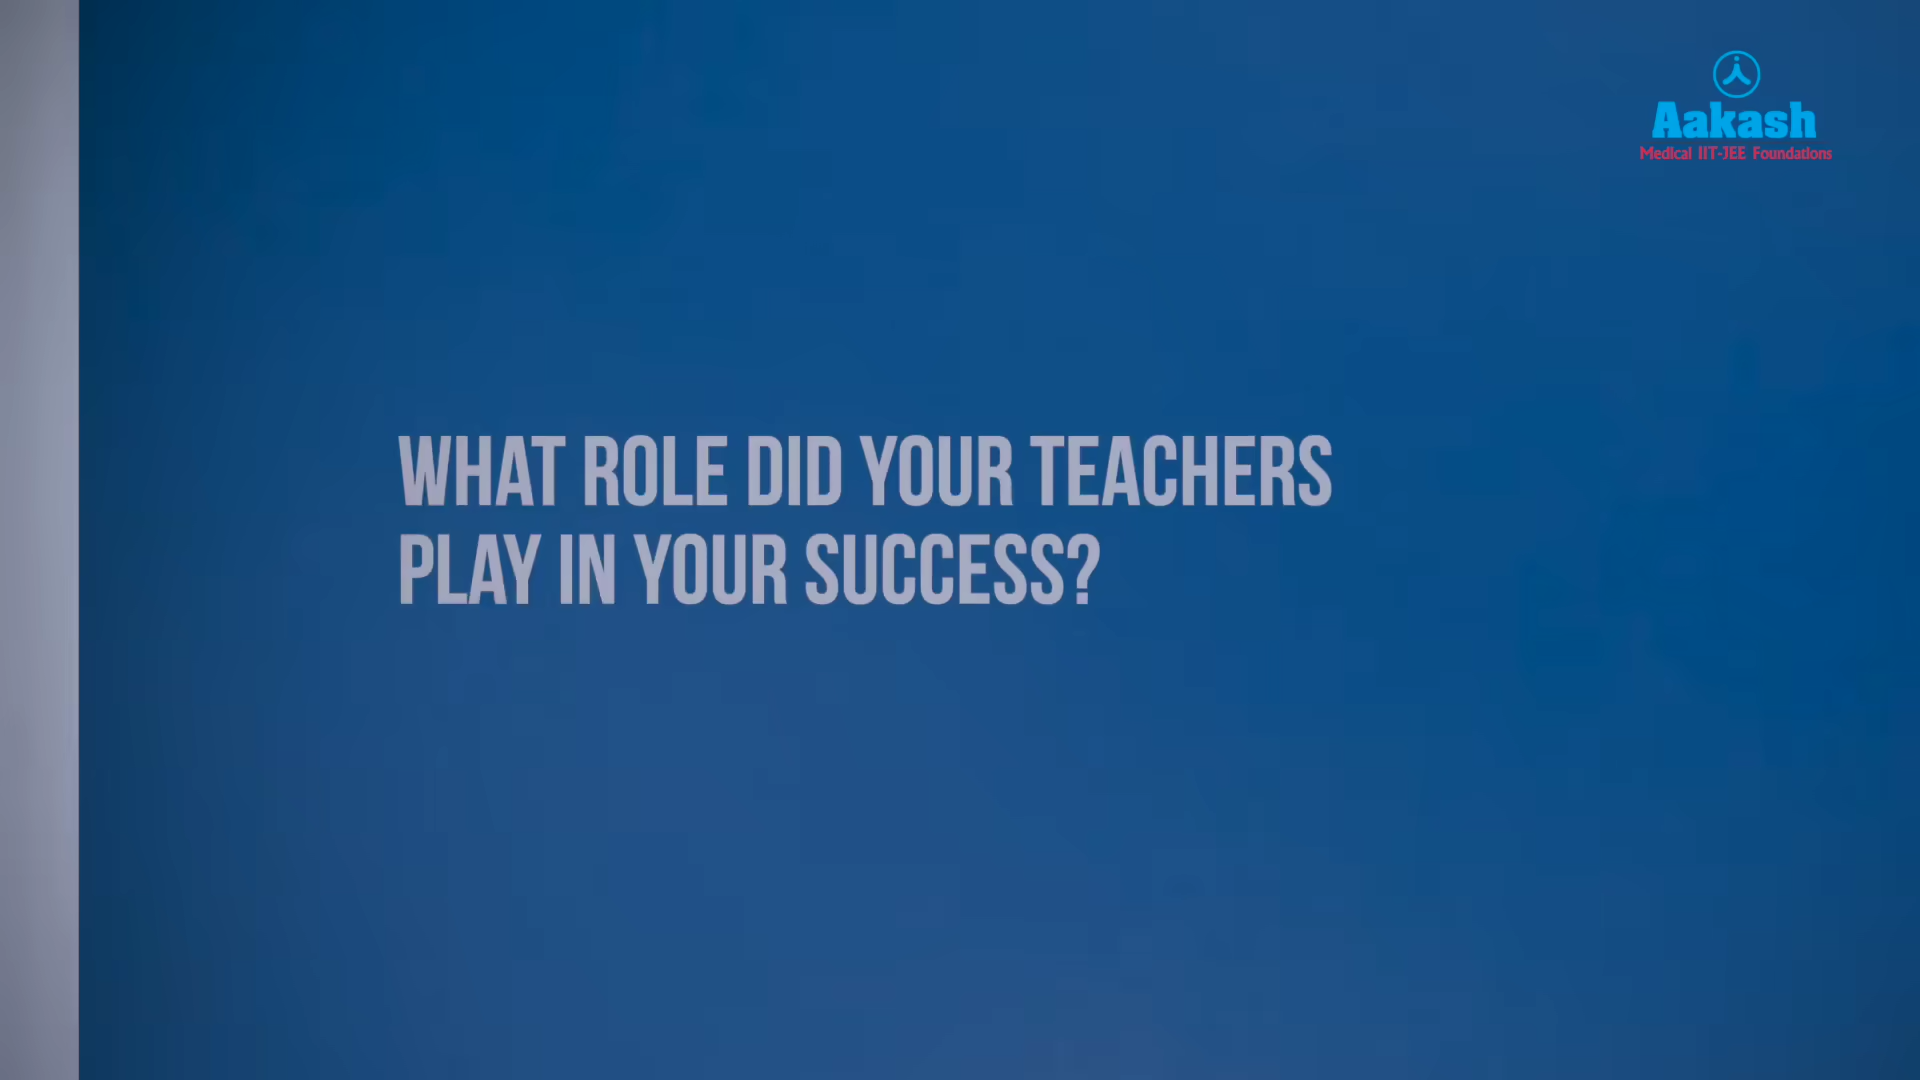 Aakash
Medical IIT-JEE Foundations
WHAT ROLE DID YOUR TEACHERS
PLAY IN YOUR SUCCESS?